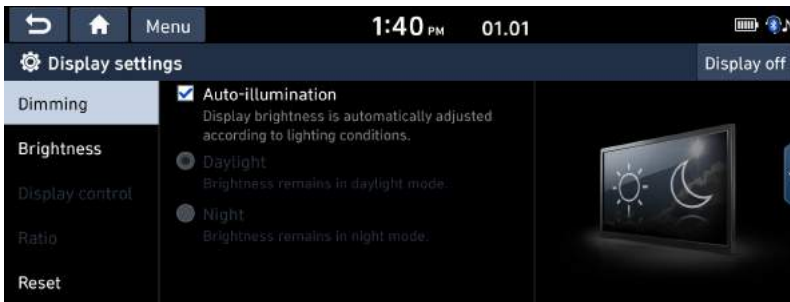 Menu
1:40 PM
01.01
Display settings
Display off
Dimming
Brightness
Display control
Ratio
Reset
Auto-illumination
Display brightness is automatically adjusted
according to lighting conditions.
Daylight
Brightness remains in daylight mode.
Night
Brightness remains in night mode.